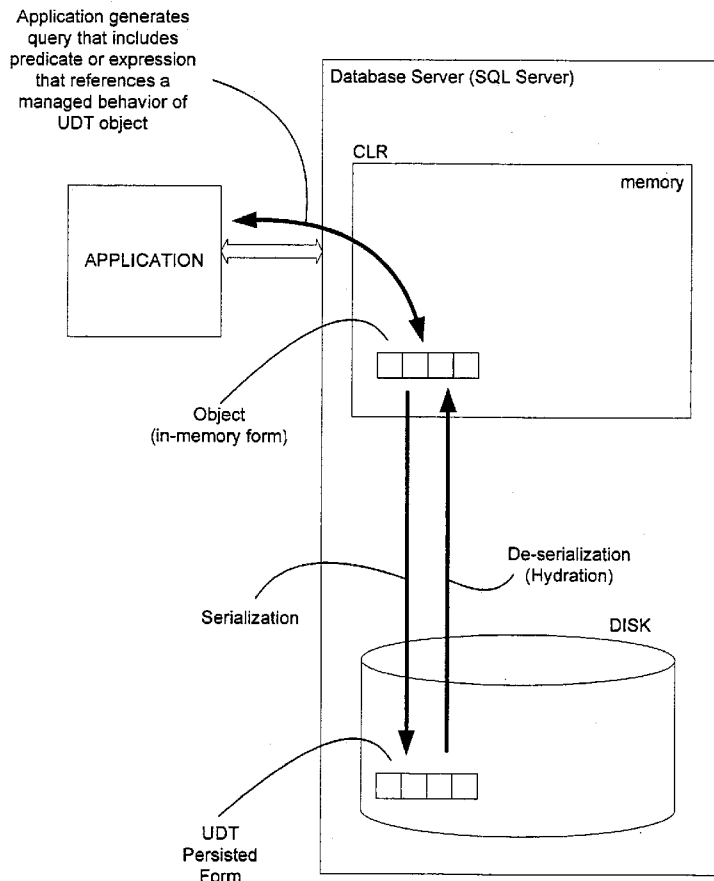 Application generates
query that includes
predicate or expression
that references a
managed behavior of
UDT object
Database Server (SQL Server)
CLR
memory
APPLICATION
Object
(in-memory form)
De-serialization
(Hydration)
Serialization
DISK
UDT
Persisted
Form